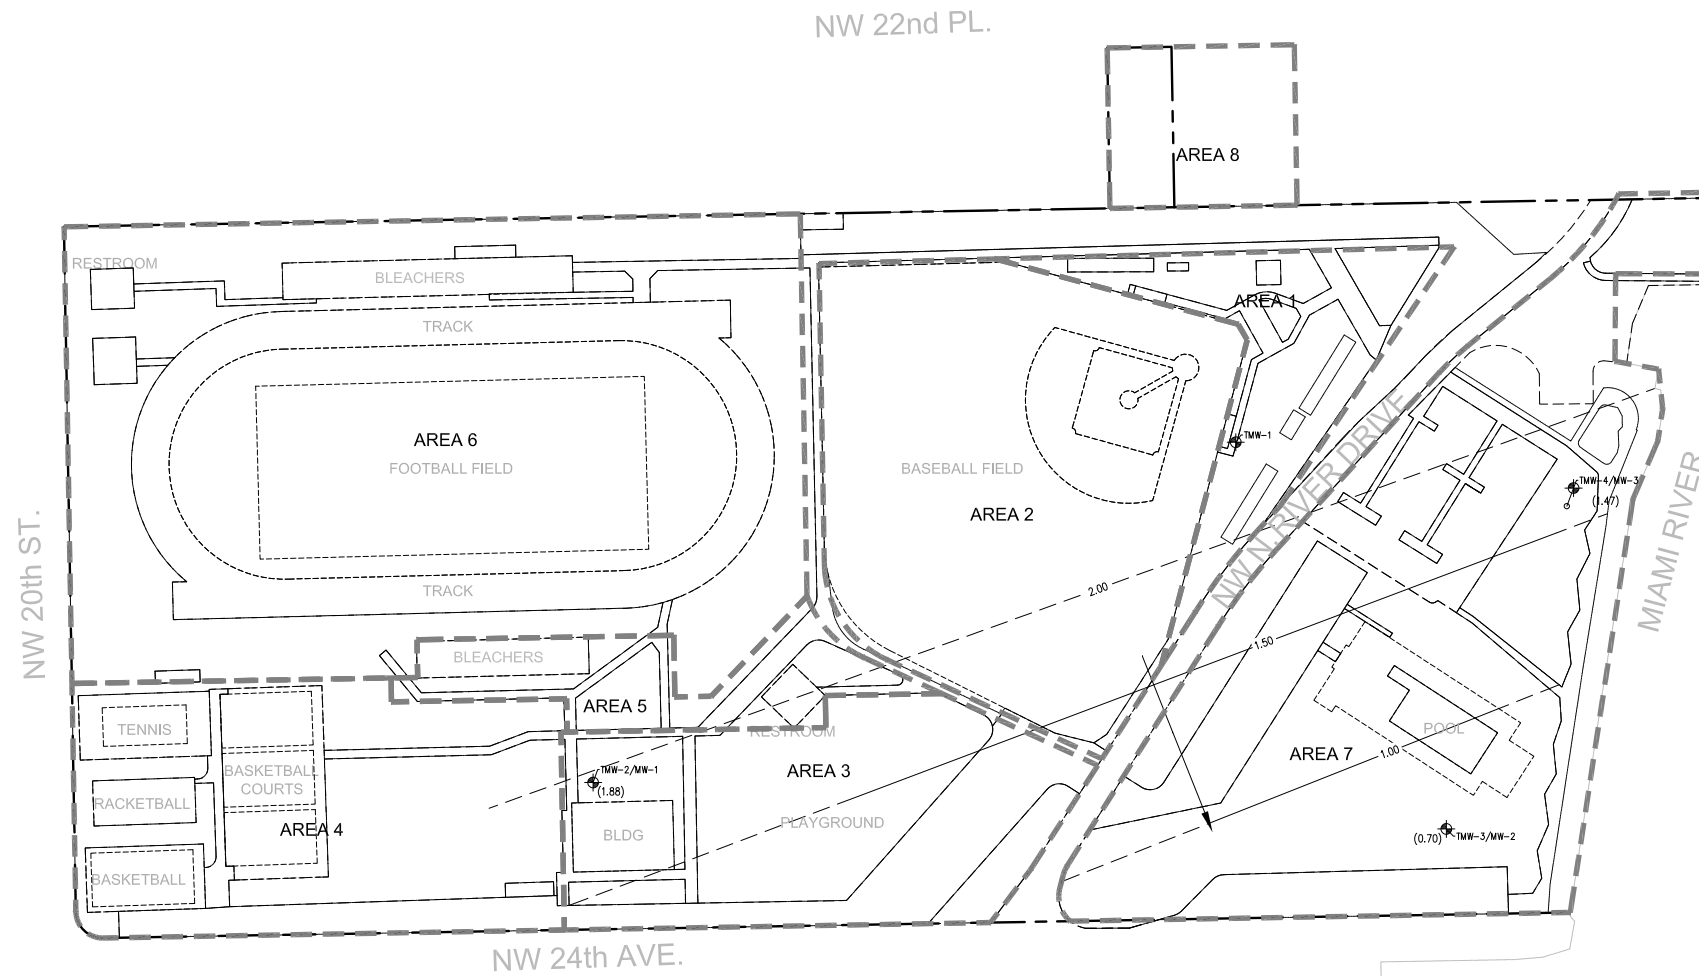 NW 22nd PL.
AREA 8
RESTROOM
BLEACHERS
TRACK
AREA 1
AREA 6
FOOTBALL FIELD
BASEBALL FIELD
AREA 2
TMW-1
NW N. RIVER DRIVE
TMW-4/MW-3
(1.47)
MIAMI RIVER
NW 20th ST.
TRACK
2.00
1.50
BLEACHERS
AREA 5
TENNIS
RESTROOM
POOL
1.00
AREA 7
BASKETBALL
COURTS
TMW-2/MW-1
(1.88)
AREA 3
RACKETBALL
AREA 4
BLDG
PLAYGROUND
(0.70)
TMW-3/MW-2
BASKETBALL
NW 24th AVE.